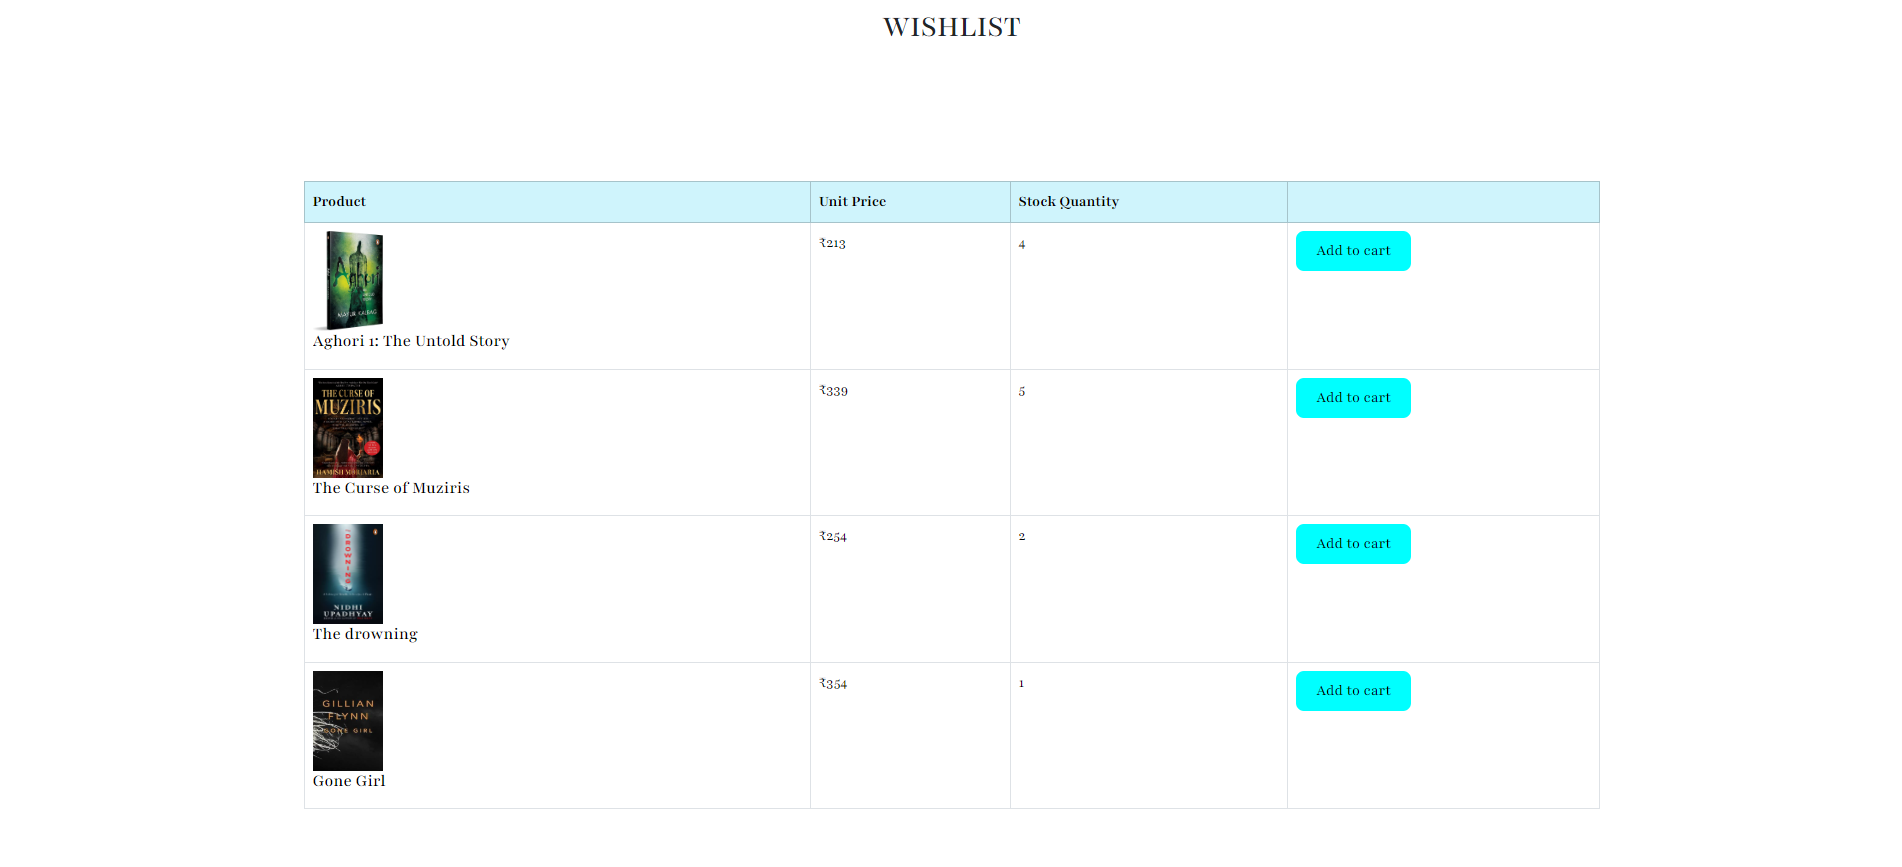 WISHLIST
Product Unit Price Stock Quantity
₹213 4 Add to cart
Aghori
MAYUR KALBAG
Aghori 1: The Untold Story
₹339 5 Add to cart
THE CURSE OF
MUZIRIS
The Curse of Muziris
₹254 2 Add to cart
DROWNING
NIDHI
UPADHYAY
The drowning
₹354 1 Add to cart
GILLIAN
FLYNN
GONE GIRL
Gone Girl